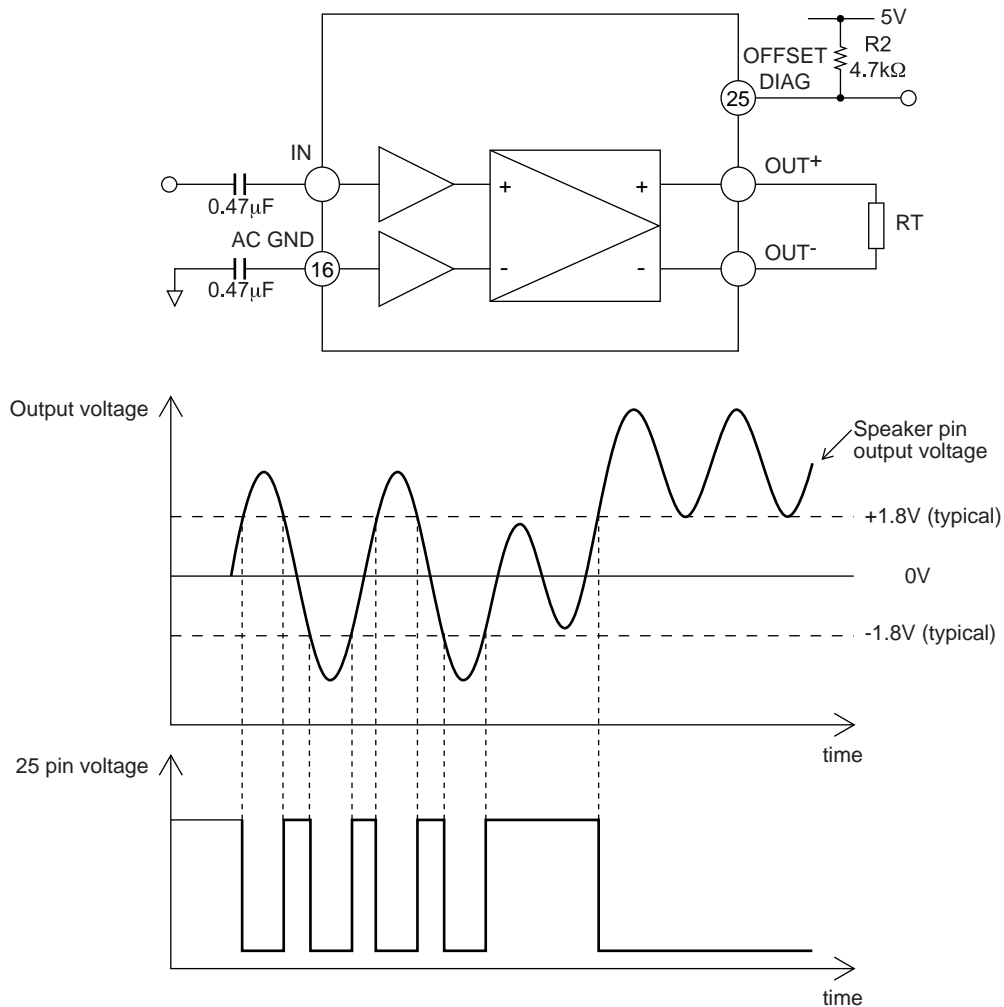 5V
R2
4.7kΩ
OFFSET
DIAG
25
IN
OUT+
0.47μF
+
+
RT
AC GND
OUT-
16
-
-
0.47μF
Output voltage
Speaker pin
output voltage
+1.8V (typical)
0V
-1.8V (typical)
time
25 pin voltage
time